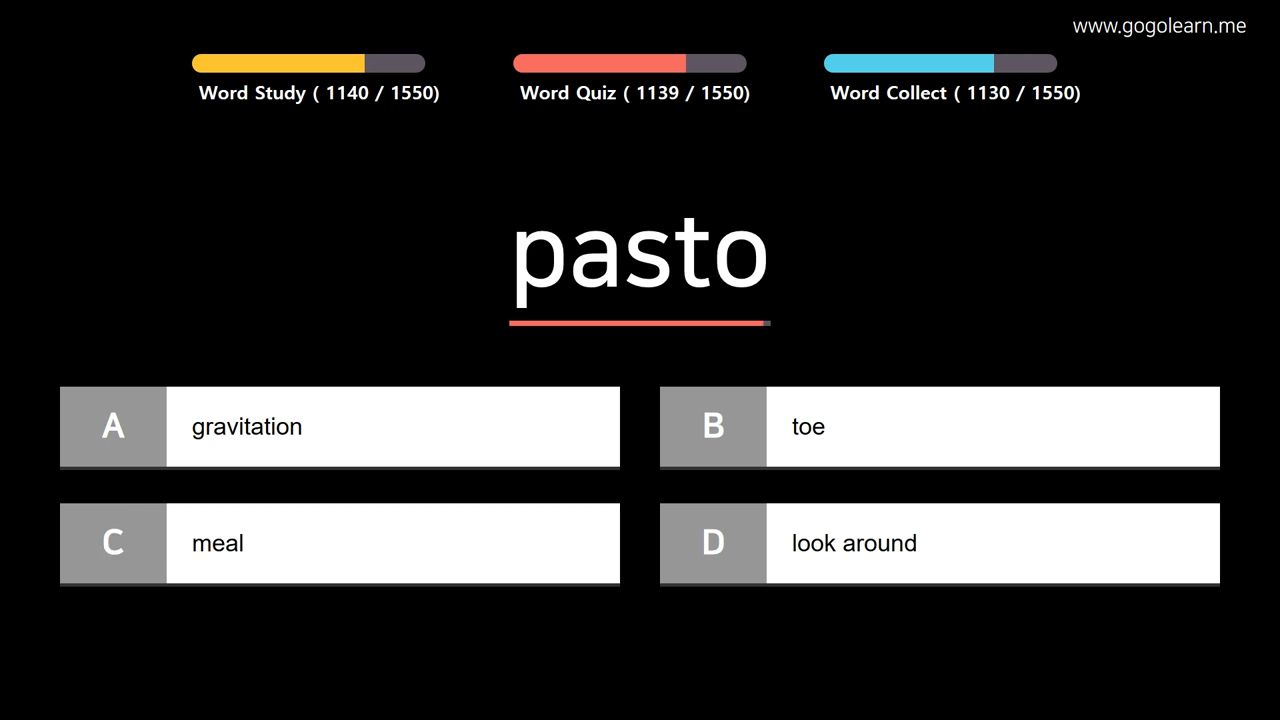 www.gogolearn.me
Word Study ( 1140 / 1550)
Word Quiz ( 1139 / 1550)
Word Collect ( 1130 / 1550)
pasto
A gravitation
B toe
C meal
D look around